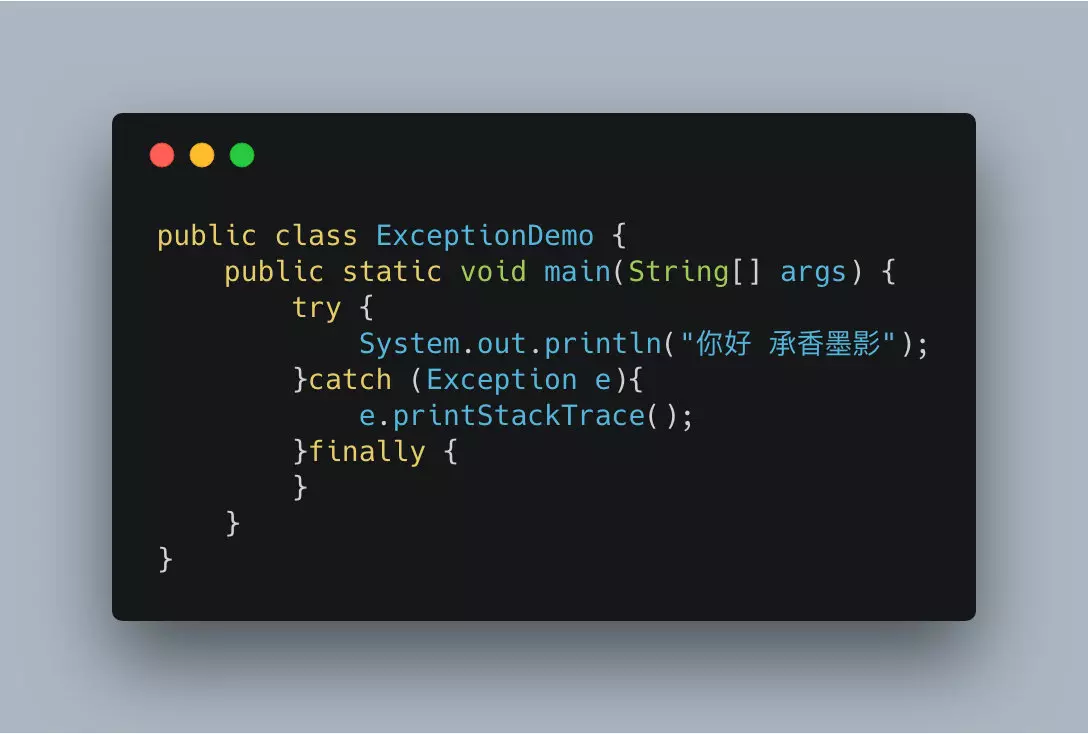 public class ExceptionDemo {
    public static void main(String[] args) {
        try {
            System.out.println("你好 承香墨影");
        }catch (Exception e){
            e.printStackTrace();
        }finally {
        }
    }
}